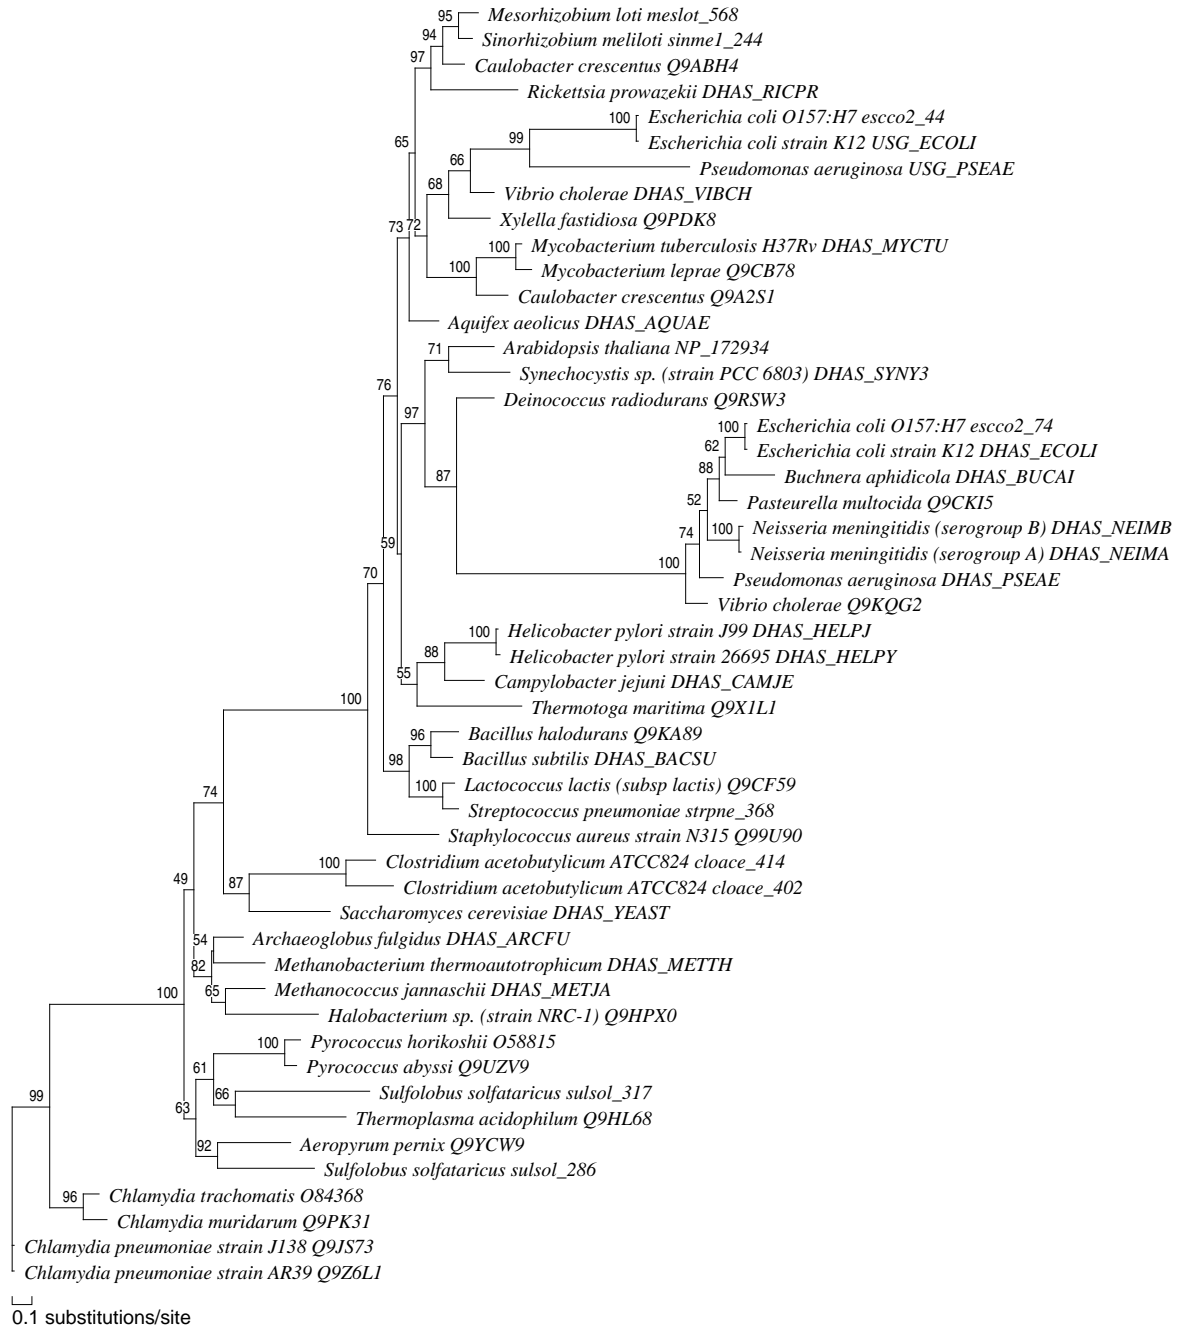 95 Mesorhizobium loti meslot_568
94 Sinorhizobium meliloti sinme1_244
97 Caulobacter crescentus Q9ABH4
Rickettsia prowazekii DHAS_RICPR
100 Escherichia coli O157:H7 escco2_44
99 Escherichia coli strain K12 USG_ECOLI
65
66 Pseudomonas aeruginosa USG_PSEAE
68 Vibrio cholerae DHAS_VIBCH
73 72 Xylella fastidiosa Q9PDK8
100 Mycobacterium tuberculosis H37Rv DHAS_MYCTU
100 Mycobacterium leprae Q9CB78
Caulobacter crescentus Q9A2S1
Aquifex aeolicus DHAS_AQUAE
71 Arabidopsis thaliana NP_172934
76 Synechocystis sp. (strain PCC 6803) DHAS_SYNY3
97 Deinococcus radiodurans Q9RSW3
100 Escherichia coli O157:H7 escco2_74
62 Escherichia coli strain K12 DHAS_ECOLI
87 88 Buchnera aphidicola DHAS_BUCAI
52 Pasteurella multocida Q9CKI5
74 100 Neisseria meningitidis (serogroup B) DHAS_NEIMB
59 Neisseria meningitidis (serogroup A) DHAS_NEIMA
70 100 Pseudomonas aeruginosa DHAS_PSEAE
Vibrio cholerae Q9KQG2
100 Helicobacter pylori strain J99 DHAS_HELPJ
88 Helicobacter pylori strain 26695 DHAS_HELPY
55 Campylobacter jejuni DHAS_CAMJE
100 Thermotoga maritima Q9X1L1
96 Bacillus halodurans Q9KA89
98 Bacillus subtilis DHAS_BACSU
100 Lactococcus lactis (subsp lactis) Q9CF59
74 Streptococcus pneumoniae strpne_368
Staphylococcus aureus strain N315 Q99U90
100 Clostridium acetobutylicum ATCC824 cloace_414
49 87 Clostridium acetobutylicum ATCC824 cloace_402
Saccharomyces cerevisiae DHAS_YEAST
54 Archaeoglobus fulgidus DHAS_ARCFU
82 Methanobacterium thermoautotrophicum DHAS_METTH
100 65 Methanococcus jannaschii DHAS_METJA
Halobacterium sp. (strain NRC-1) Q9HPX0
100 Pyrococcus horikoshii O58815
61 Pyrococcus abyssi Q9UZV9
99 66 Sulfolobus solfataricus sulsol_317
63 Thermoplasma acidophilum Q9HL68
92 Aeropyrum pernix Q9YCW9
Sulfolobus solfataricus sulsol_286
96 Chlamydia trachomatis O84368
Chlamydia muridarum Q9PK31
Chlamydia pneumoniae strain J138 Q9JS73
Chlamydia pneumoniae strain AR39 Q9Z6L1
0.1 substitutions/site